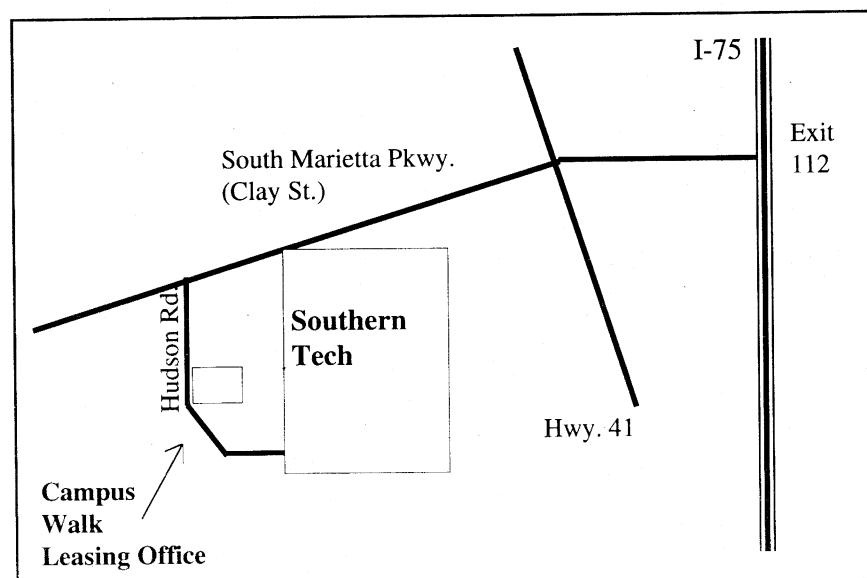 I-75
Exit
112
South Marietta Pkwy.
(Clay St.)
Hudson Rd.
Southern
Tech
Hwy. 41
Campus
Walk
Leasing Office